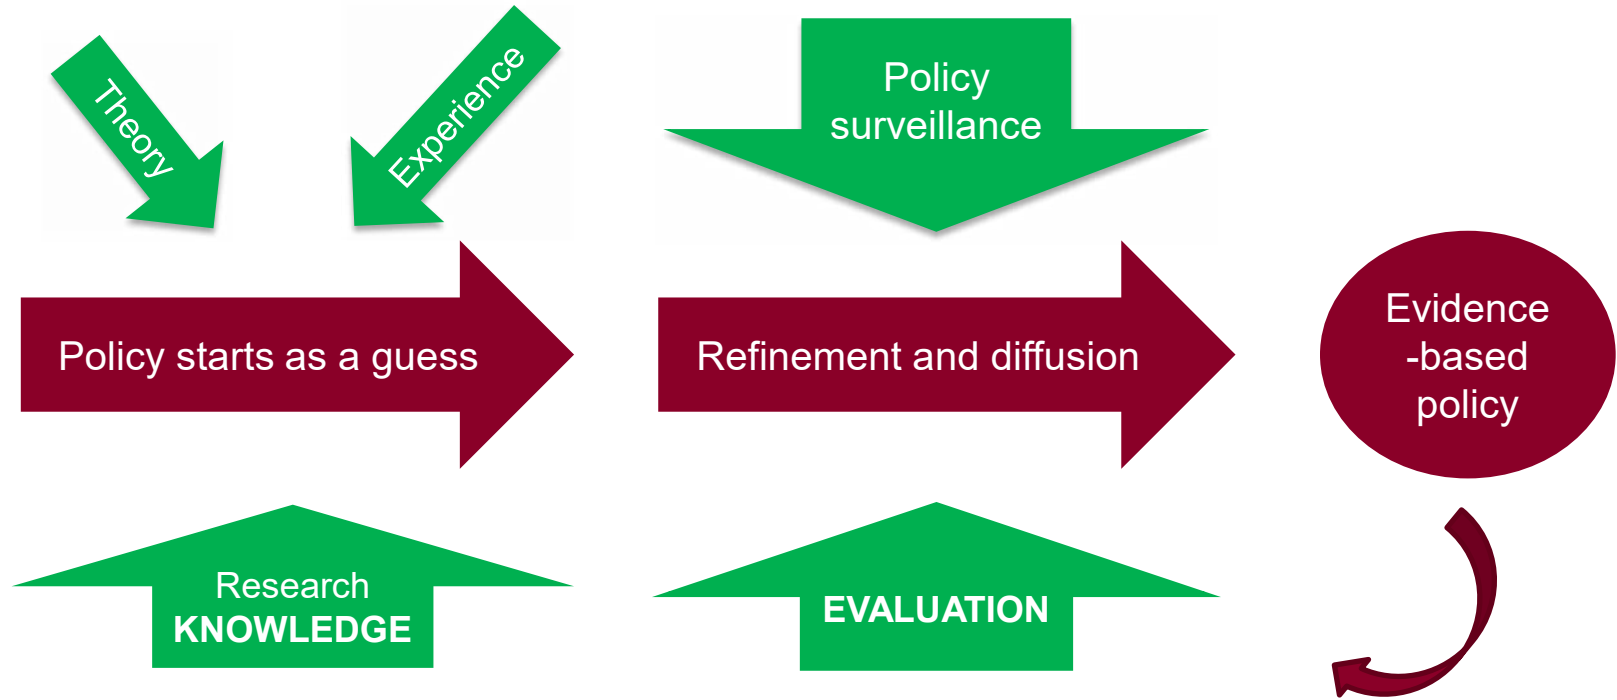 Theory
Experience
Policy
surveillance
Policy starts as a guess
Refinement and diffusion
Evidence
-based
policy
Research
KNOWLEDGE
EVALUATION